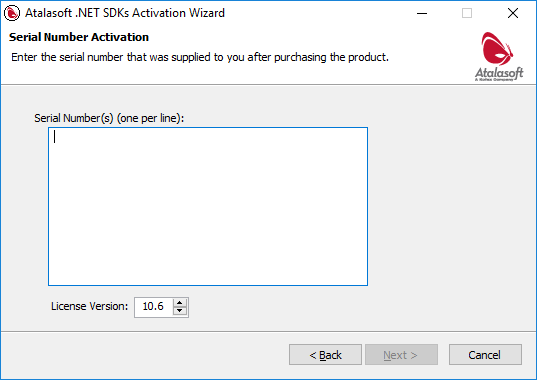 Atalasoft .NET SDKs Activation Wizard
Serial Number Activation
Enter the serial number that was supplied to you after purchasing the product.
Atalasoft
A Kofax Company
Serial Number(s) (one per line):
License Version: 10.6
< Back Next > Cancel